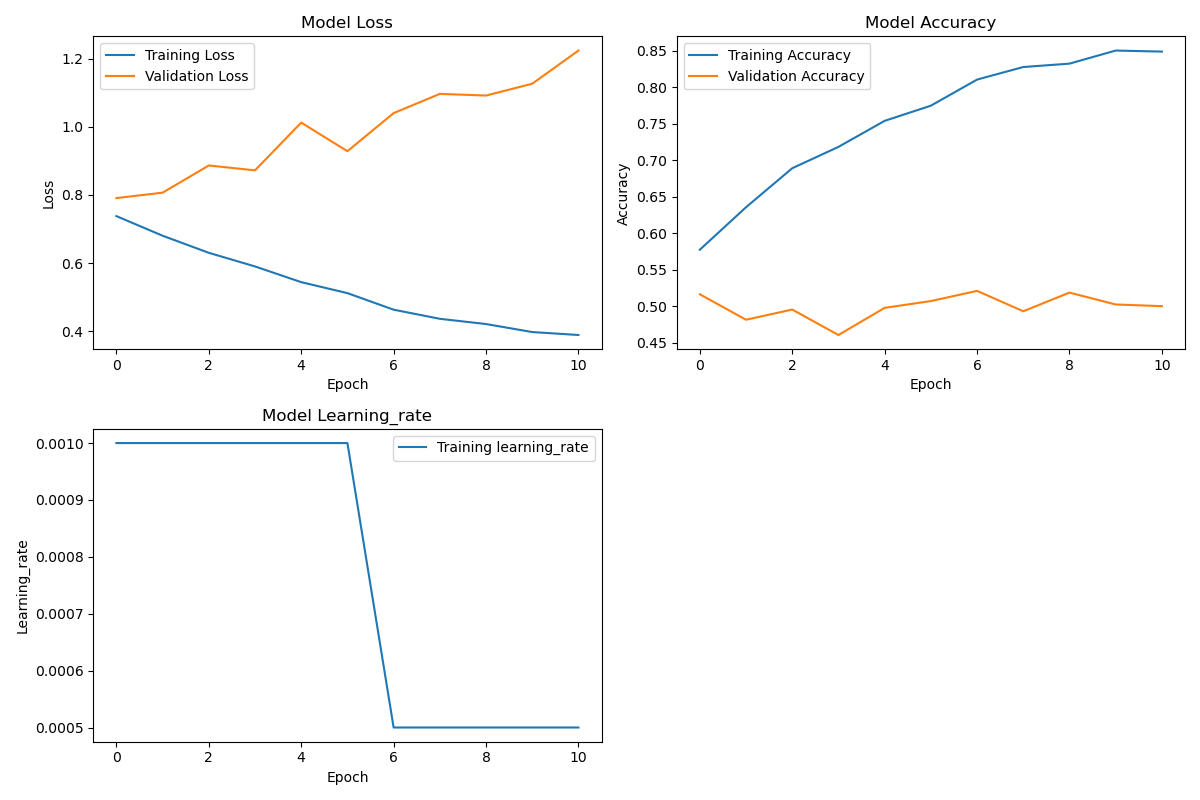 Model Loss
Training Loss
Validation Loss
1.2
1.0
0.8
0.6
0.4
Loss
0 2 4 6 8 10
Epoch
Model Accuracy
Training Accuracy
Validation Accuracy
0.85
0.80
0.75
0.70
0.65
0.60
0.55
0.50
0.45
Accuracy
0 2 4 6 8 10
Epoch
Model Learning_rate
Training learning_rate
0.0010
0.0009
0.0008
0.0007
0.0006
0.0005
Learning_rate
0 2 4 6 8 10
Epoch